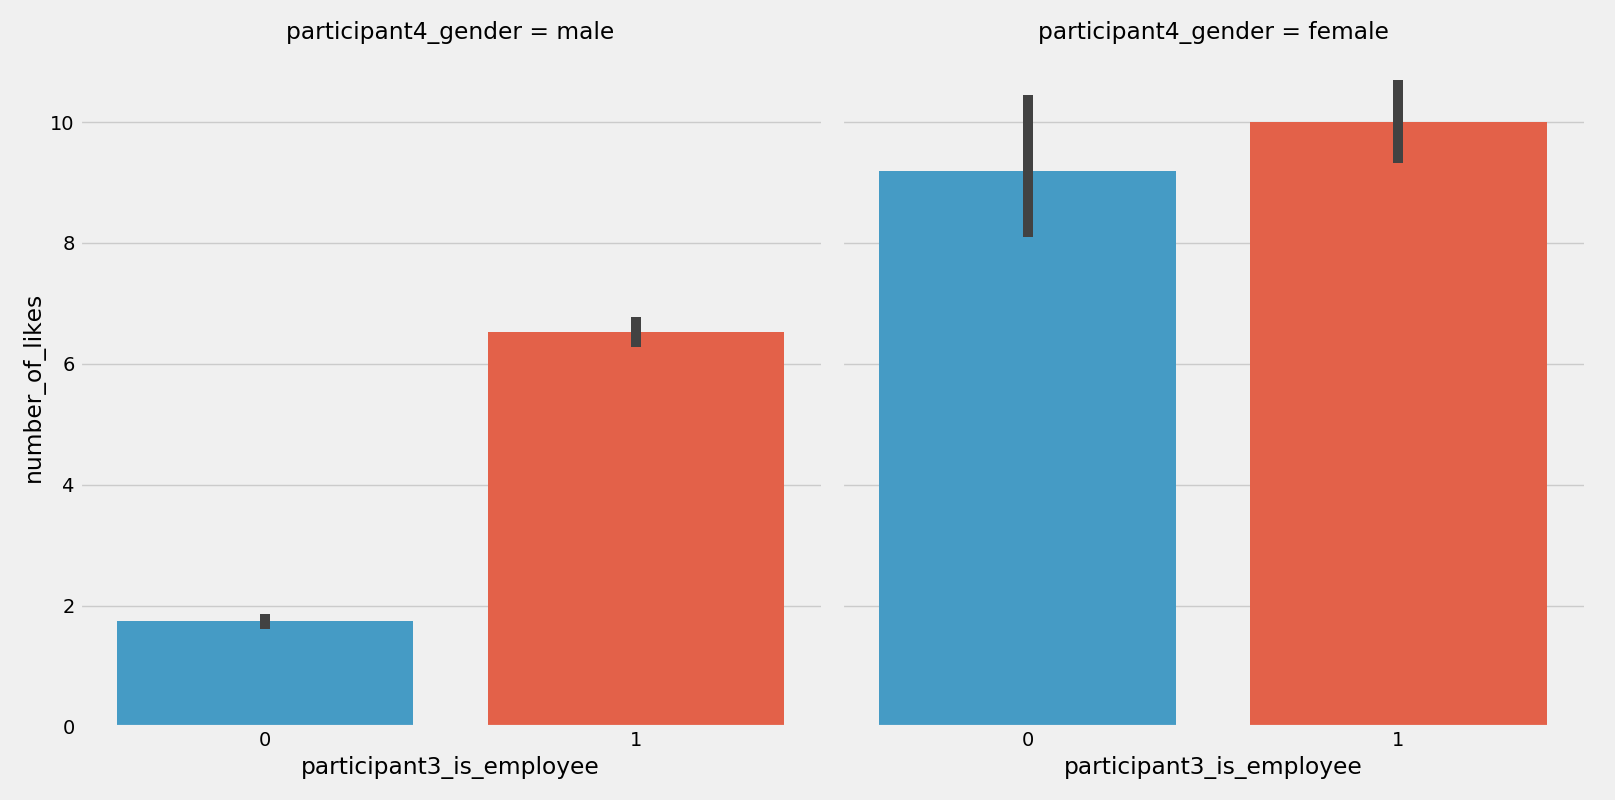 participant4_gender = male
participant4_gender = female
number_of_likes
10
8
6
4
2
0
0
1
0
1
participant3_is_employee
participant3_is_employee